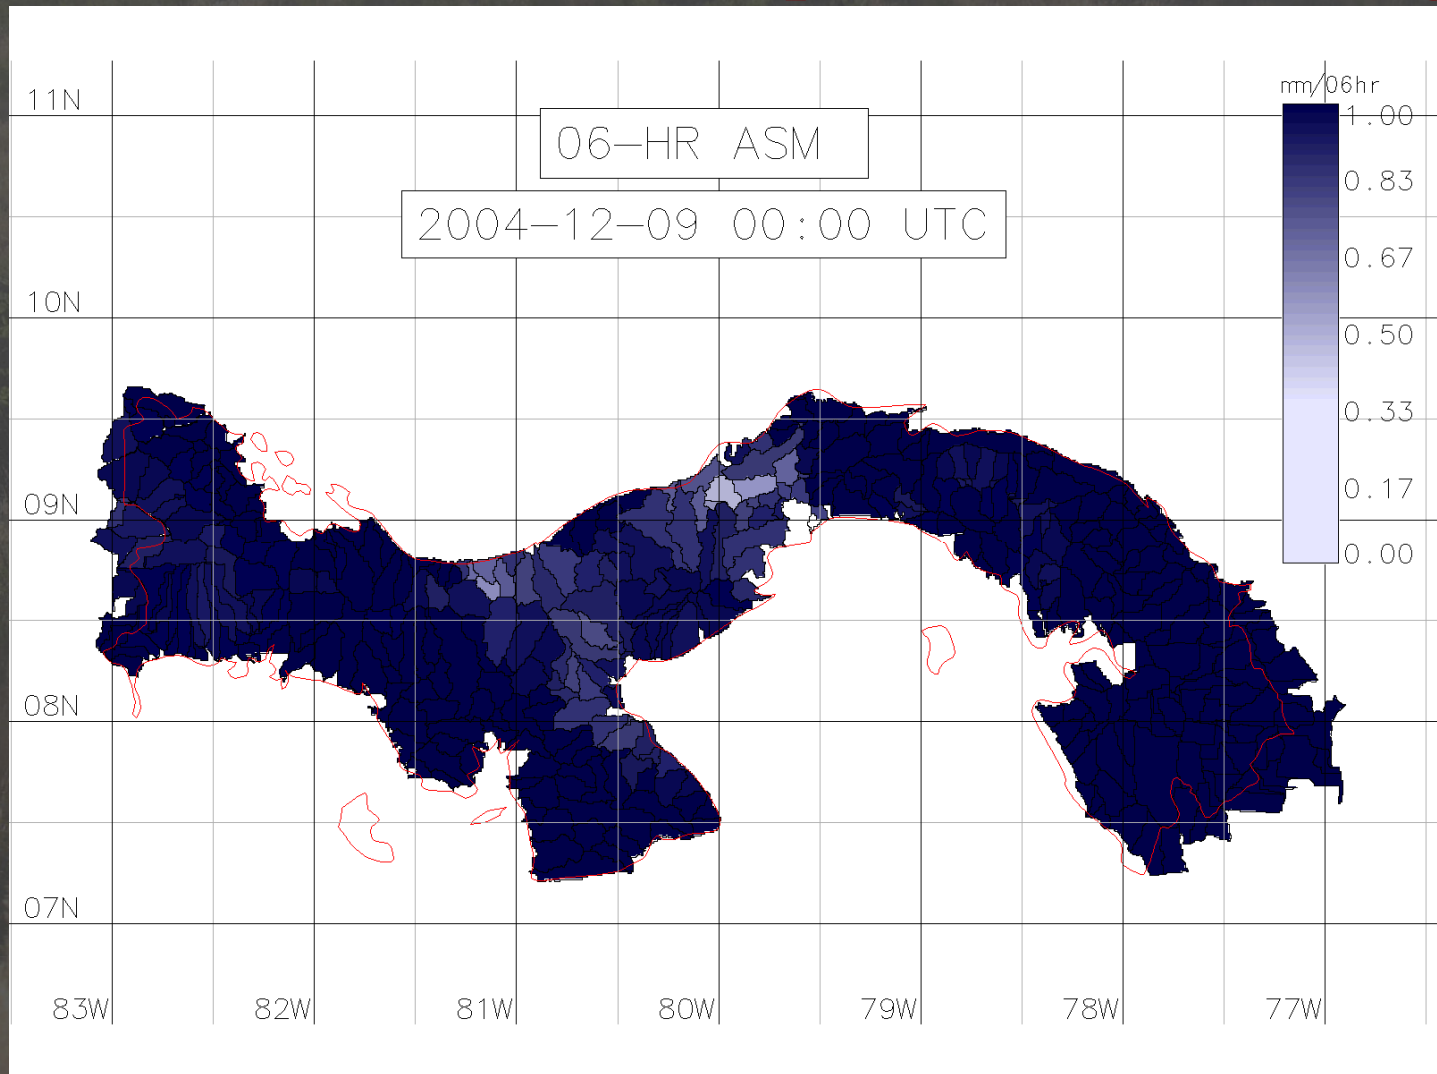 mm/06hr
11N
1.00
06-HR ASM
0.83
2004-12-09 00:00 UTC
0.67
10N
0.50
0.33
0.17
09N
0.00
08N
07N
83W 82W 81W 80W 79W 78W 77W